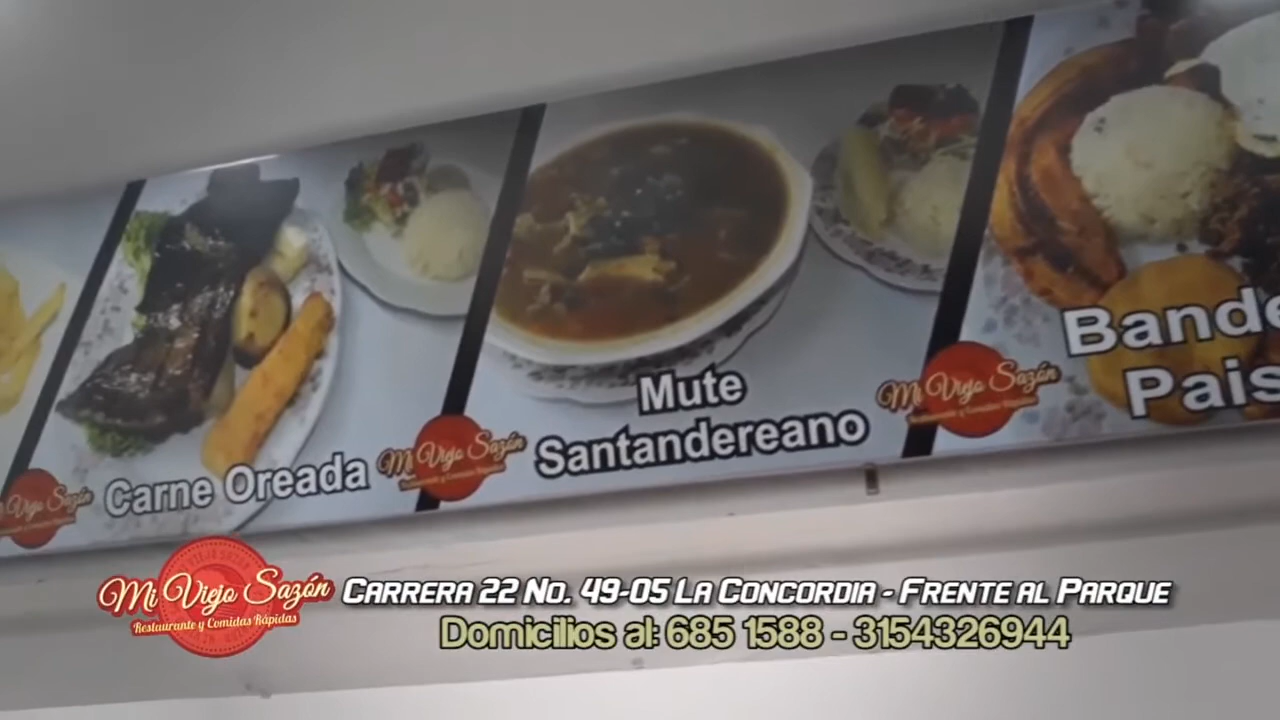 Bande
Pais
Mute
Santandereano
Mi Viejo Sazón
Carne Oreada
Mi Viejo Sazón
Viejo Sazón
Mi Viejo Sazón
Restaurante y Comidas Rápidas
CARRERA 22 NO. 49-05 LA CONCORDIA - FRENTE AL PARQUE
Domicilios al: 685 1588 - 3154326944